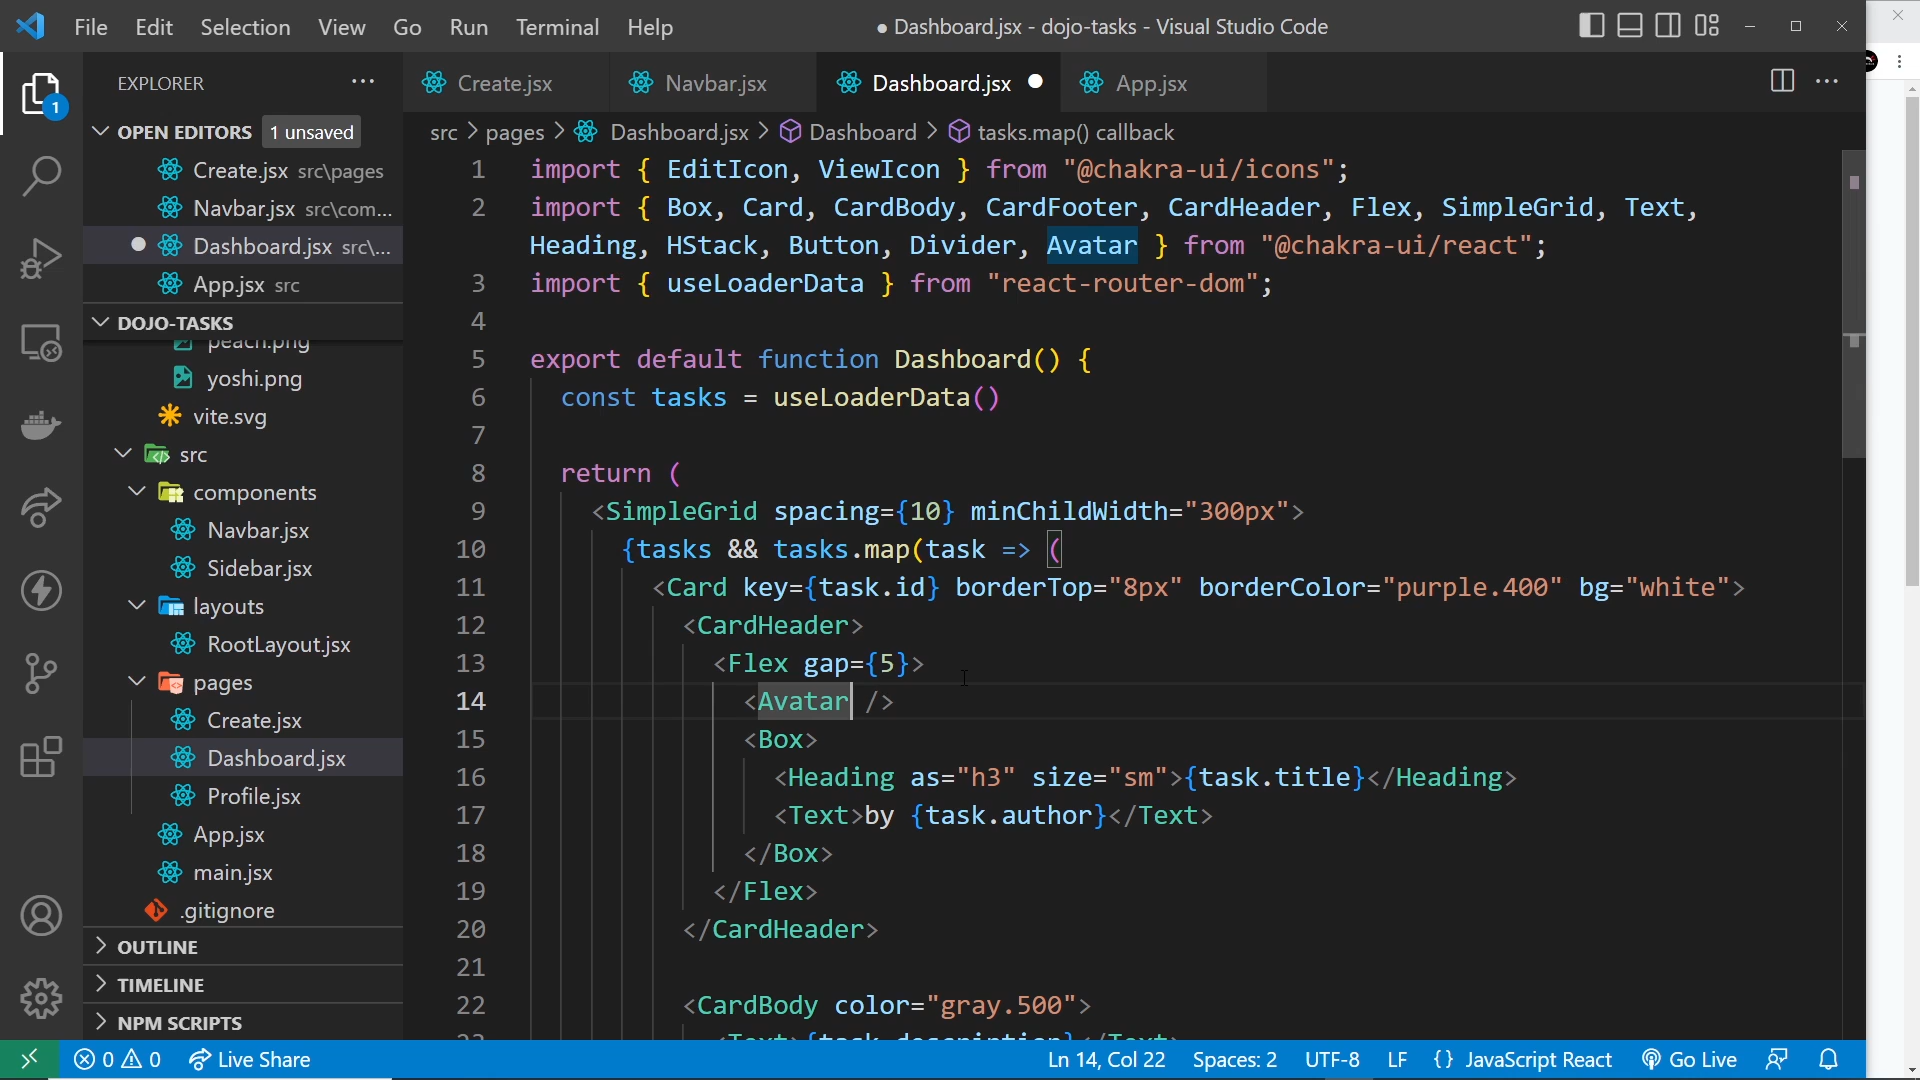 File Edit Selection View Go Run Terminal Help
● Dashboard.jsx - dojo-tasks - Visual Studio Code
EXPLORER
Create.jsx
Navbar.jsx
Dashboard.jsx
App.jsx
OPEN EDITORS 1 unsaved
1
src > pages > Dashboard.jsx > Dashboard > tasks.map() callback
Create.jsx src\pages
Navbar.jsx src\com...
Dashboard.jsx src\...
App.jsx src
DOJO-TASKS
peach.png
yoshi.png
vite.svg
src
components
Navbar.jsx
Sidebar.jsx
layouts
RootLayout.jsx
pages
Create.jsx
Dashboard.jsx
Profile.jsx
App.jsx
main.jsx
.gitignore
OUTLINE
TIMELINE
NPM SCRIPTS
1 import { EditIcon, ViewIcon } from "@chakra-ui/icons";
2 import { Box, Card, CardBody, CardFooter, CardHeader, Flex, SimpleGrid, Text,
Heading, HStack, Button, Divider, Avatar } from "@chakra-ui/react";
3 import { useLoaderData } from "react-router-dom";
4
5 export default function Dashboard() {
6 const tasks = useLoaderData()
7
8 return (
9 <SimpleGrid spacing={10} minChildWidth="300px">
10 {tasks && tasks.map(task => (
11 <Card key={task.id} borderTop="8px" borderColor="purple.400" bg="white">
12 <CardHeader>
13 <Flex gap={5}>
14 <Avatar />
15 <Box>
16 <Heading as="h3" size="sm">{task.title}</Heading>
17 <Text>by {task.author}</Text>
18 </Box>
19 </Flex>
20 </CardHeader>
21
22 <CardBody color="gray.500">
23 <Text>{task.description}</Text>
0 0 Live Share
Ln 14, Col 22 Spaces: 2 UTF-8 LF {} JavaScript React Go Live